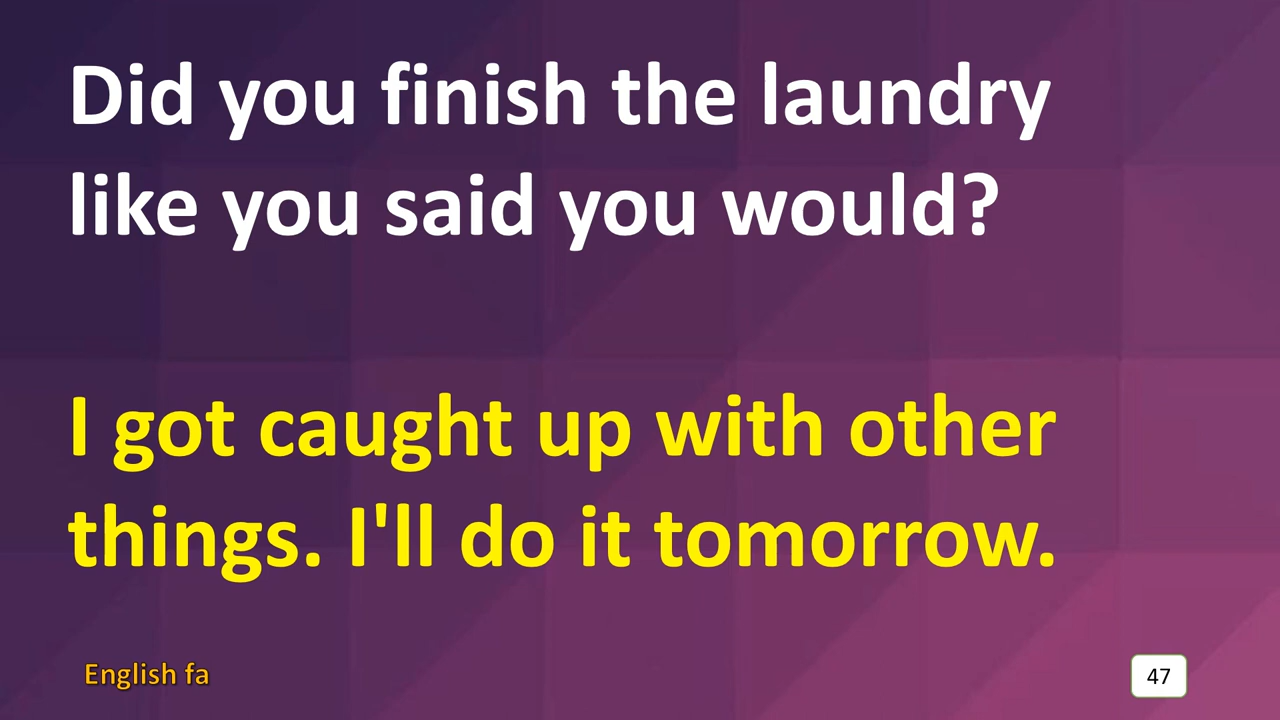 Did you finish the laundry
like you said you would?
I got caught up with other
things. I'll do it tomorrow.
English fa
47